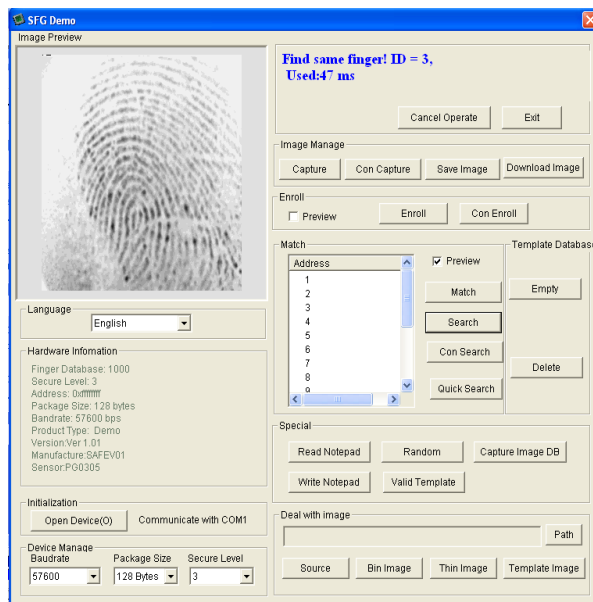 SFG Demo
Image Preview
Find same finger! ID = 3,
Used:47 ms
Cancel Operate
Exit
Image Manage
Capture
Con Capture
Save Image
Download Image
Enroll
Preview
Enroll
Con Enroll
Match
Address
1
2
3
4
5
6
7
8
9
Preview
Match
Search
Con Search
Quick Search
Template Database
Empty
Delete
Language
English
Hardware Infomation
Finger Database: 1000
Secure Level: 3
Address: 0xffffffff
Package Size: 128 bytes
Bandrate: 57600 bps
Product Type: Demo
Version:Ver 1.01
Manufacture:SAFEV01
Sensor:PG0305
Special
Read Notepad
Random
Capture Image DB
Write Notepad
Valid Template
Initialization
Open Device(O)
Communicate with COM1
Device Manage
Baudrate
Package Size
Secure Level
57600
128 Bytes
3
Deal with image
Path
Source
Bin Image
Thin Image
Template Image